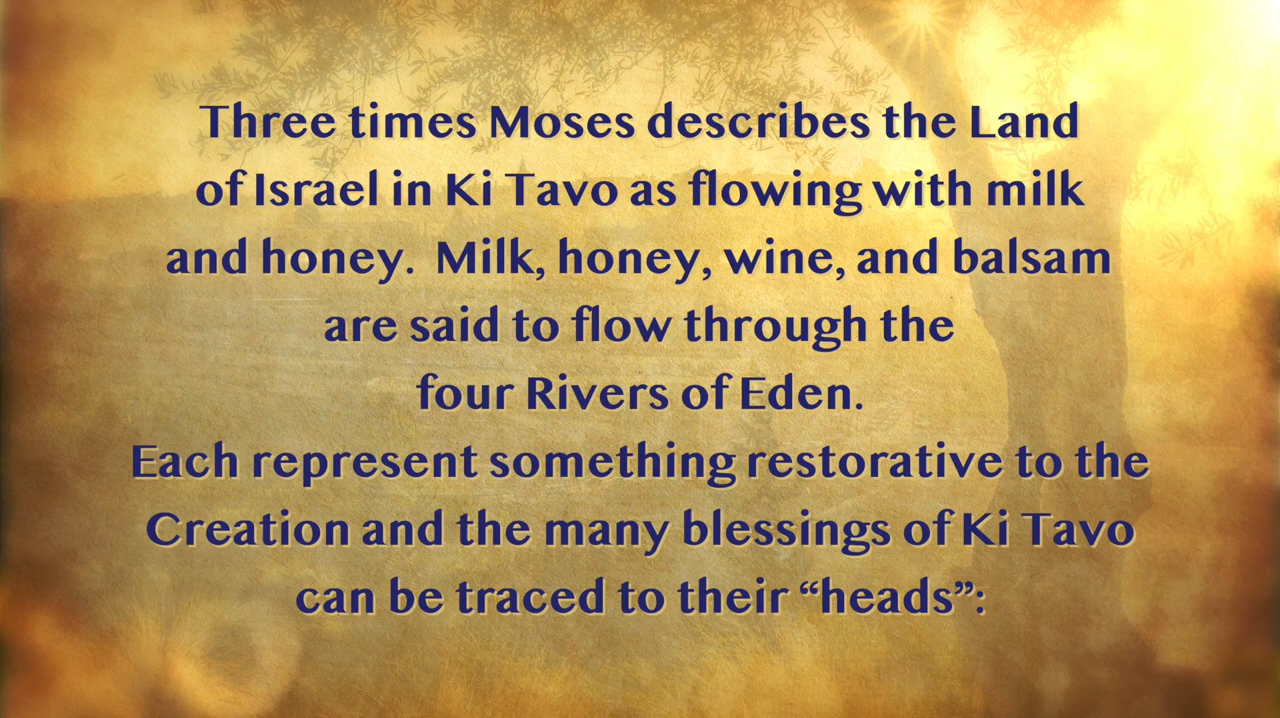 Three times Moses describes the Land
of Israel in Ki Tavo as flowing with milk
and honey.  Milk, honey, wine, and balsam
are said to flow through the
four Rivers of Eden.
Each represent something restorative to the
Creation and the many blessings of Ki Tavo
can be traced to their “heads”: